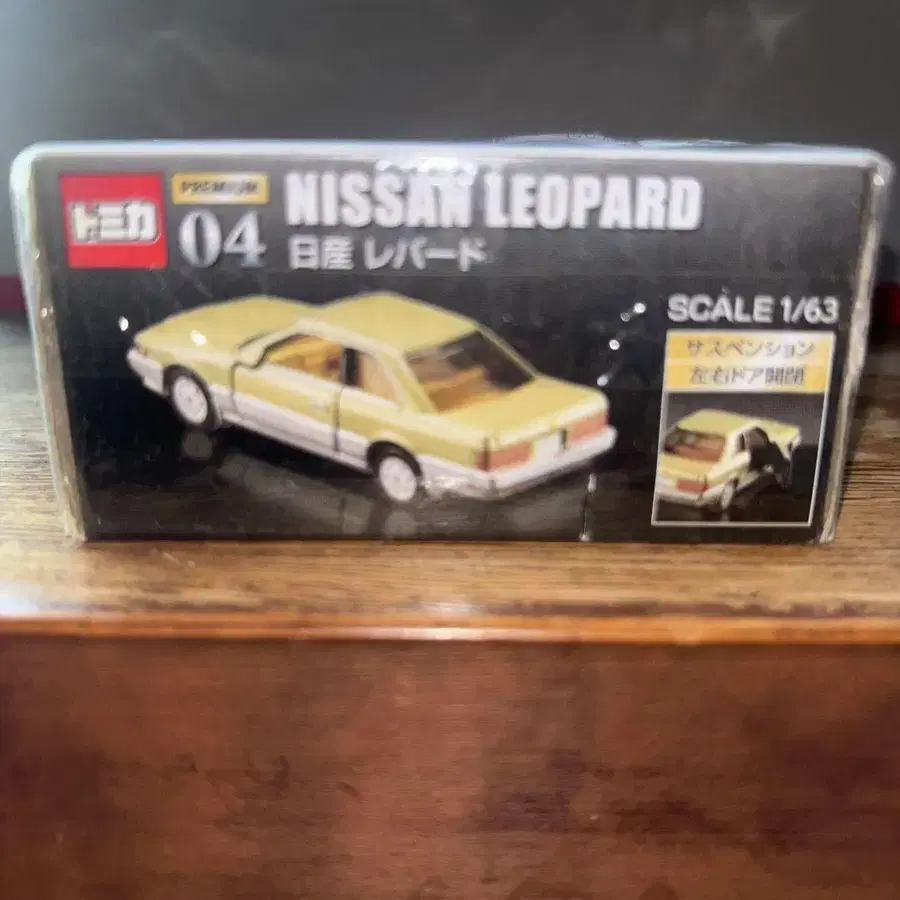 トミカ
PREMIUM
04
NISSAN LEOPARD
日産 レパード
SCALE 1/63
サスペンション
左右ドア開閉